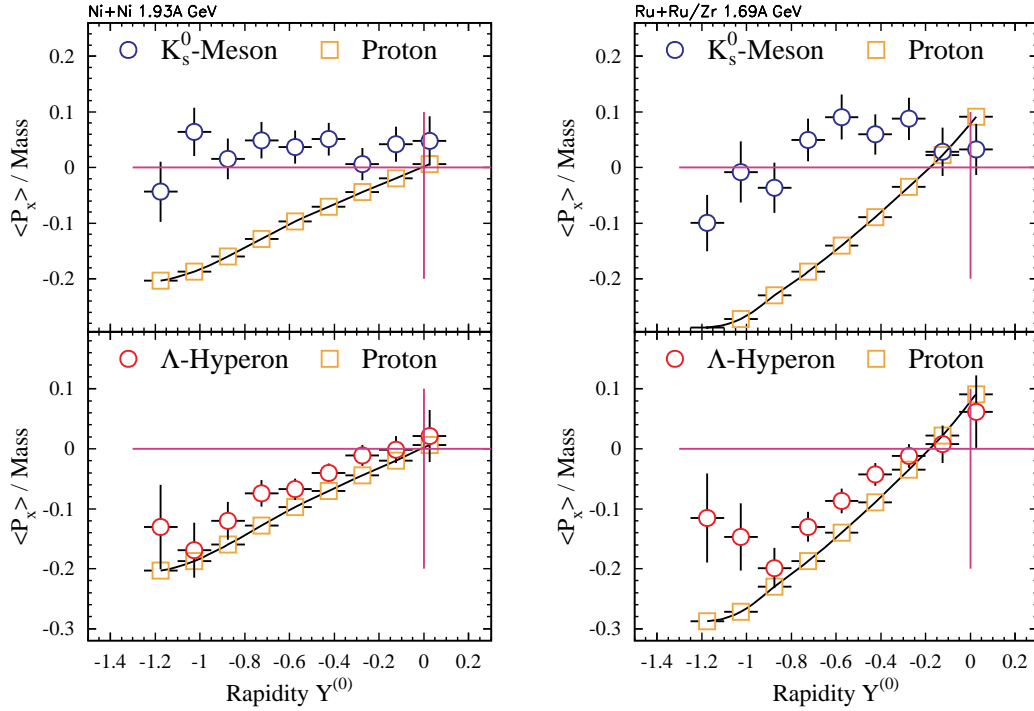 Ni+Ni 1.93A GeV
K_s^0-Meson Proton
0.2
0.1
0
-0.1
-0.2
<P_x> / Mass
Λ-Hyperon Proton
0.1
0
-0.1
-0.2
-0.3
<P_x> / Mass
-1.4 -1.2 -1 -0.8 -0.6 -0.4 -0.2 0 0.2
Rapidity Y^(0)
Ru+Ru/Zr 1.69A GeV
K_s^0-Meson Proton
0.2
0.1
0
-0.1
-0.2
<P_x> / Mass
Λ-Hyperon Proton
0.1
0
-0.1
-0.2
-0.3
<P_x> / Mass
-1.4 -1.2 -1 -0.8 -0.6 -0.4 -0.2 0 0.2
Rapidity Y^(0)